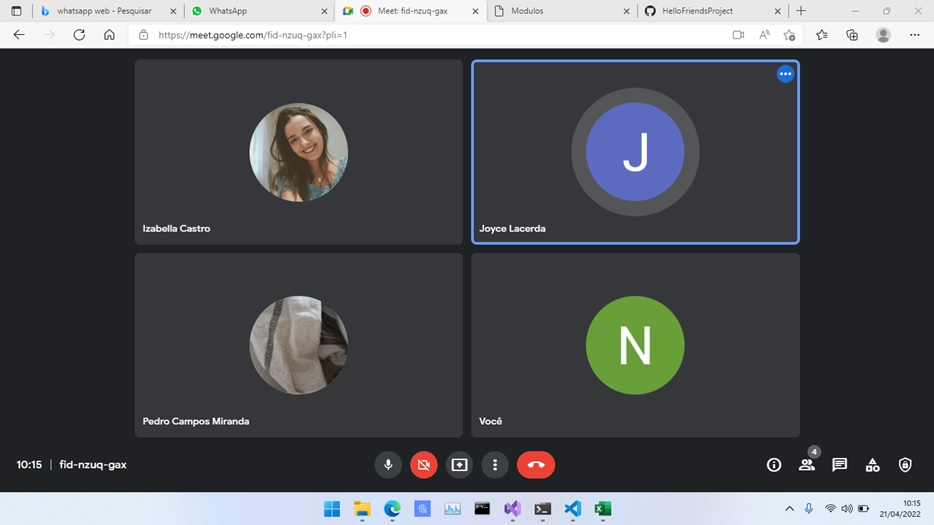 whatsapp web - Pesquisar
WhatsApp
Meet: fid-nzuq-gax
Modulos
HelloFriendsProject
https://meet.google.com/fid-nzuq-gax?pli=1
Izabella Castro
J
Joyce Lacerda
Pedro Campos Miranda
N
Você
10:15 | fid-nzuq-gax
4
10:15
21/04/2022